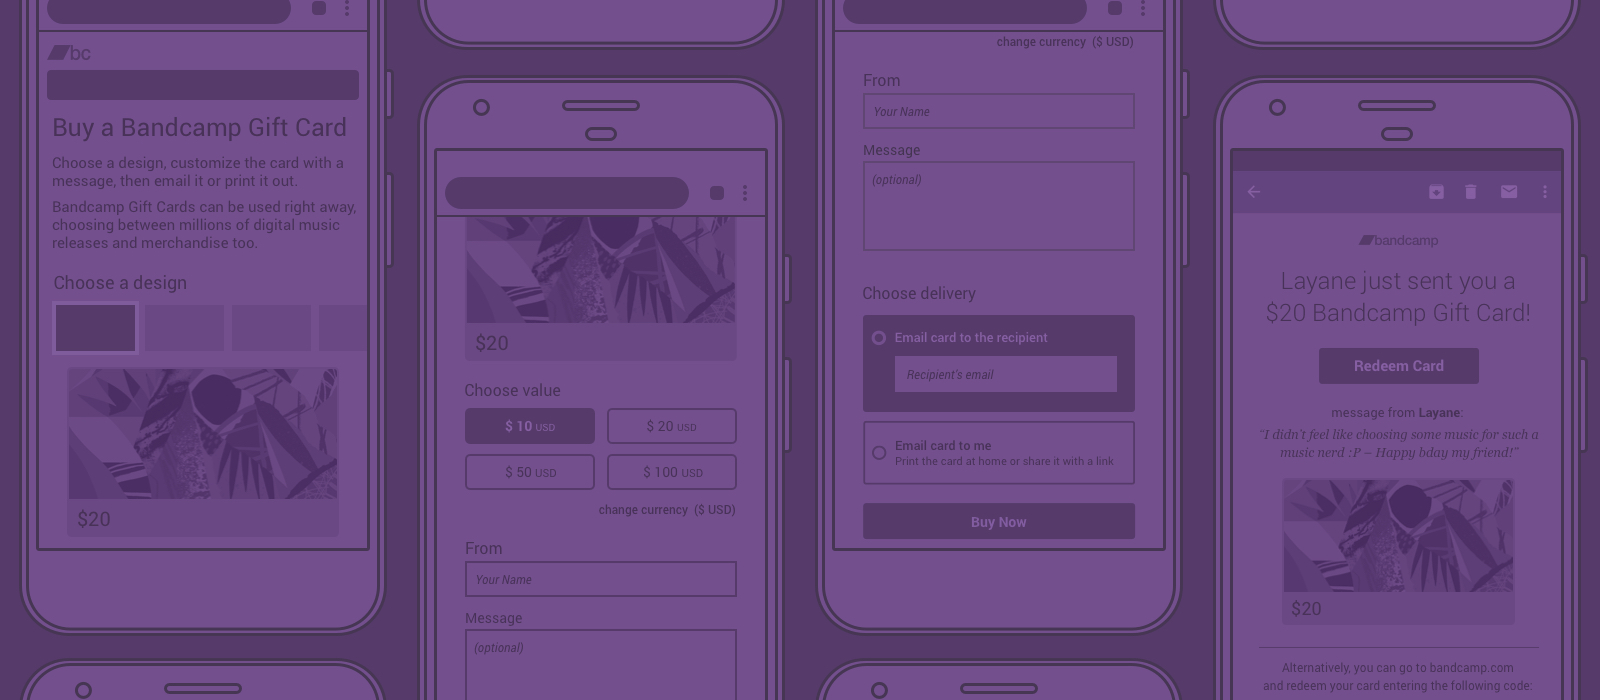 bc
Buy a Bandcamp Gift Card
Choose a design, customize the card with a
message, then email it or print it out.
Bandcamp Gift Cards can be used right away,
choosing between millions of digital music
releases and merchandise too.
Choose a design
$20
$20
Choose value
$ 10 USD
$ 20 USD
$ 50 USD
$ 100 USD
change currency ($ USD)
From
Your Name
Message
(optional)
change currency ($ USD)
From
Your Name
Message
(optional)
Choose delivery
Email card to the recipient
Recipient's email
Email card to me
Print the card at home or share it with a link
Buy Now
bandcamp
Layane just sent you a
$20 Bandcamp Gift Card!
Redeem Card
message from Layane:
"I didn't feel like choosing some music for such a
music nerd :P – Happy bday my friend!"
$20
Alternatively, you can go to bandcamp.com
and redeem your card entering the following code: